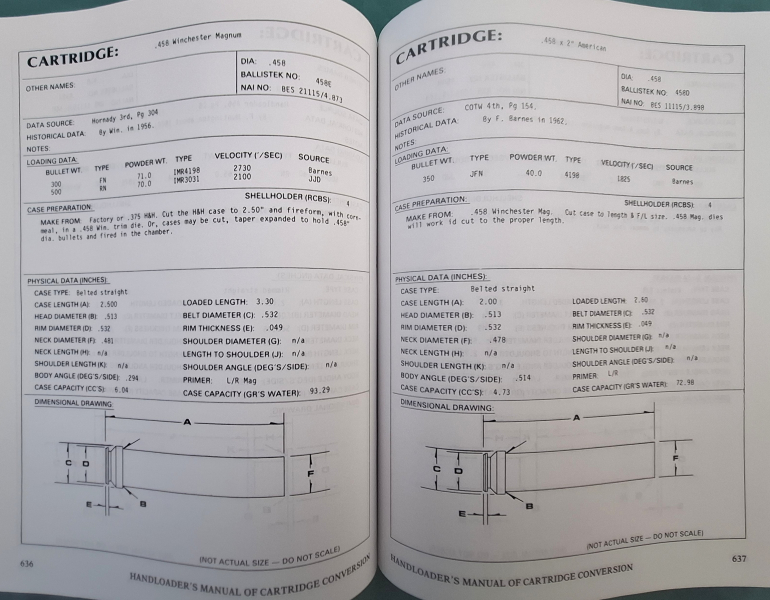 CARTRIDGE: .458 Winchester Magnum
OTHER NAMES:
DIA: .458
BALLISTEK NO: 458E
NAI NO: BES 21115/4.873
DATA SOURCE: Hornady 3rd, Pg 304
HISTORICAL DATA: By Win. in 1956.
NOTES:
LOADING DATA:
BULLET WT. TYPE POWDER WT. TYPE VELOCITY ('/SEC) SOURCE
300 FN 71.0 IMR4198 2730 Barnes
500 RN 70.0 IMR3031 2100 JJD
SHELLHOLDER (RCBS): 4
CASE PREPARATION:
MAKE FROM: Factory or .375 H&H. Cut the H&H case to 2.50" and fireform, with corn-
meal, in a .458 Win. trim die. Or, cases may be cut, taper expanded to hold .458"
dia. bullets and fired in the chamber.
PHYSICAL DATA (INCHES):
CASE TYPE: Belted straight
CASE LENGTH (A): 2.500
HEAD DIAMETER (B): .513
RIM DIAMETER (D): .532
NECK DIAMETER (F): .481
NECK LENGTH (H): n/a
SHOULDER LENGTH (K): n/a
BODY ANGLE (DEG'S/SIDE): .294
CASE CAPACITY (CC'S): 6.04
LOADED LENGTH: 3.30
BELT DIAMETER (C): .532
RIM THICKNESS (E): .049
SHOULDER DIAMETER (G): n/a
LENGTH TO SHOULDER (J): n/a
SHOULDER ANGLE (DEG'S/SIDE): n/a
PRIMER: L/R Mag
CASE CAPACITY (GR'S WATER): 93.29
DIMENSIONAL DRAWING:
A
C D F
E B
(NOT ACTUAL SIZE — DO NOT SCALE)
636
HANDLOADER'S MANUAL OF CARTRIDGE CONVERSION
CARTRIDGE: .458 x 2" American
OTHER NAMES:
DIA: .458
BALLISTEK NO: 458D
NAI NO: BES 11115/3.898
DATA SOURCE: COTW 4th, Pg 154.
HISTORICAL DATA: By F. Barnes in 1962.
NOTES:
LOADING DATA:
BULLET WT. TYPE POWDER WT. TYPE VELOCITY ('/SEC) SOURCE
350 JFN 40.0 4198 1825 Barnes
SHELLHOLDER (RCBS): 4
CASE PREPARATION:
MAKE FROM: .458 Winchester Mag. Cut case to length & F/L size. .458 Mag. dies
will work id cut to the proper length.
PHYSICAL DATA (INCHES):
CASE TYPE: Belted straight
CASE LENGTH (A): 2.00
HEAD DIAMETER (B): .513
RIM DIAMETER (D): .532
NECK DIAMETER (F): .478
NECK LENGTH (H): n/a
SHOULDER LENGTH (K): n/a
BODY ANGLE (DEG'S/SIDE): .514
CASE CAPACITY (CC'S): 4.73
LOADED LENGTH: 2.60
BELT DIAMETER (C): .532
RIM THICKNESS (E): .049
SHOULDER DIAMETER (G): n/a
LENGTH TO SHOULDER (J): n/a
SHOULDER ANGLE (DEG'S/SIDE): n/a
PRIMER: L/R
CASE CAPACITY (GR'S WATER): 72.98
DIMENSIONAL DRAWING:
A
C D F
E B
(NOT ACTUAL SIZE — DO NOT SCALE)
637
HANDLOADER'S MANUAL OF CARTRIDGE CONVERSION